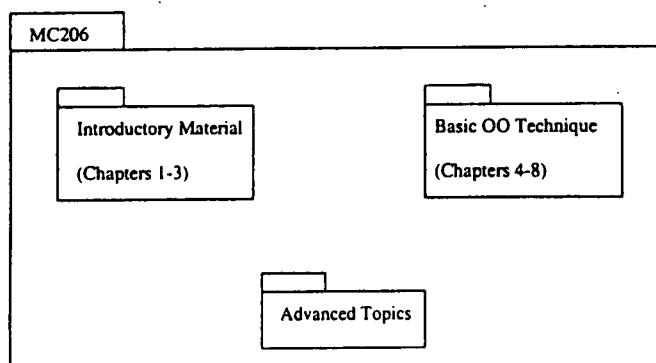 MC206
Introductory Material
(Chapters 1-3)
Basic OO Technique
(Chapters 4-8)
Advanced Topics